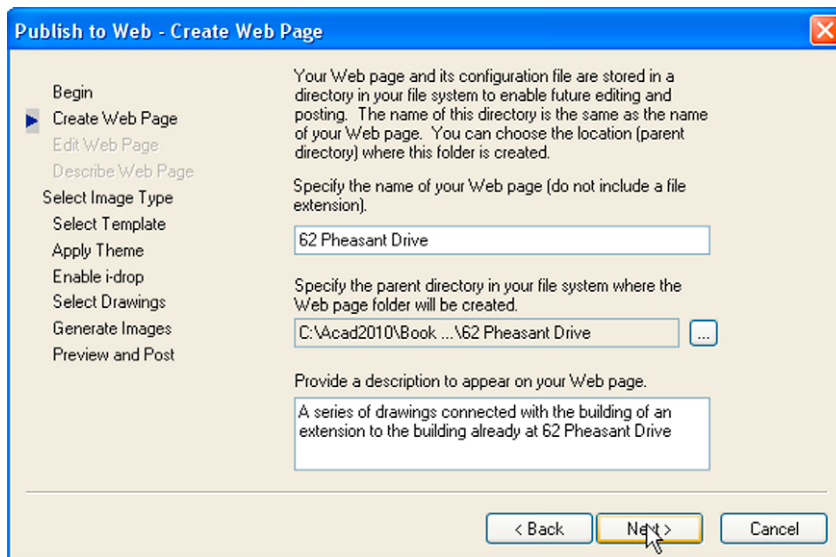 Publish to Web - Create Web Page
Begin
Create Web Page
Edit Web Page
Describe Web Page
Select Image Type
Select Template
Apply Theme
Enable i-drop
Select Drawings
Generate Images
Preview and Post
Your Web page and its configuration file are stored in a
directory in your file system to enable future editing and
posting. The name of this directory is the same as the name
of your Web page. You can choose the location (parent
directory) where this folder is created.
Specify the name of your Web page (do not include a file
extension).
62 Pheasant Drive
Specify the parent directory in your file system where the
Web page folder will be created.
C:\Acad2010\Book ...\62 Pheasant Drive
...
Provide a description to appear on your Web page.
A series of drawings connected with the building of an
extension to the building already at 62 Pheasant Drive
< Back
Next >
Cancel